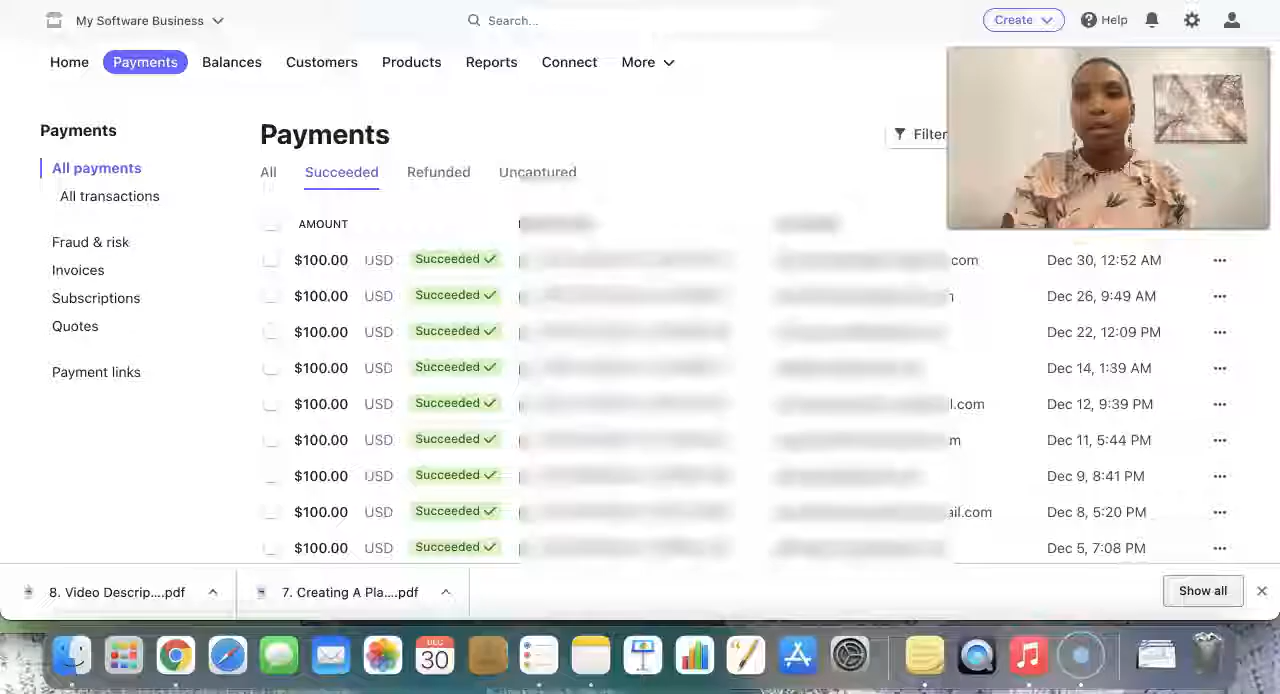 My Software Business
Search...
Create
Help
Home Payments Balances Customers Products Reports Connect More
Payments
All payments
All transactions
Fraud & risk
Invoices
Subscriptions
Quotes
Payment links
Payments
Filter
All Succeeded Refunded Uncaptured
AMOUNT
$100.00 USD Succeeded ✓ com Dec 30, 12:52 AM
$100.00 USD Succeeded ✓ Dec 26, 9:49 AM
$100.00 USD Succeeded ✓ Dec 22, 12:09 PM
$100.00 USD Succeeded ✓ Dec 14, 1:39 AM
$100.00 USD Succeeded ✓ l.com Dec 12, 9:39 PM
$100.00 USD Succeeded ✓ m Dec 11, 5:44 PM
$100.00 USD Succeeded ✓ Dec 9, 8:41 PM
$100.00 USD Succeeded ✓ ail.com Dec 8, 5:20 PM
$100.00 USD Succeeded ✓ Dec 5, 7:08 PM
8. Video Descrip....pdf
7. Creating A Pla....pdf
Show all
DEC
30